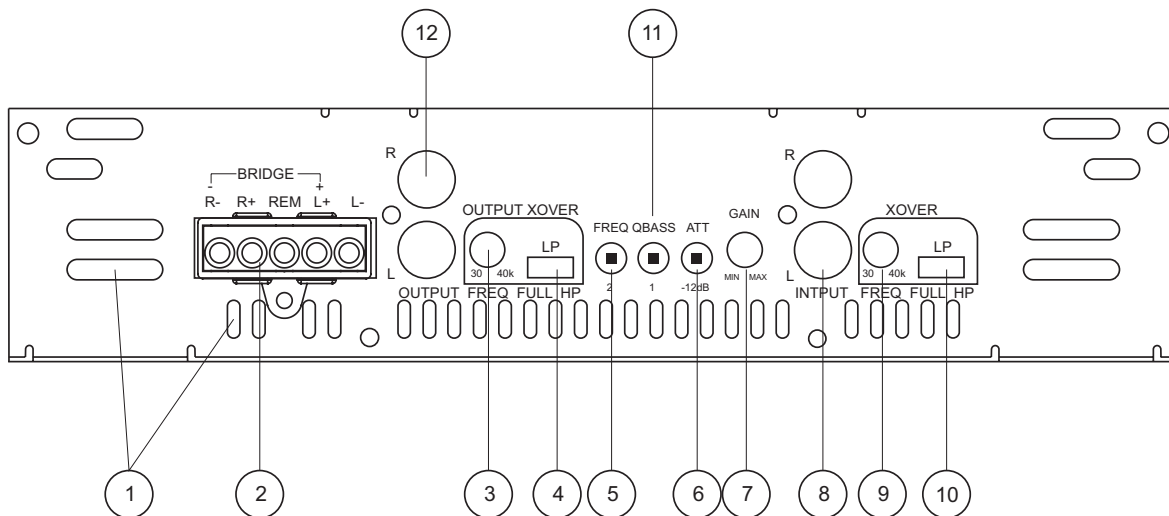 12 11
R R
BRIDGE
- +
R- R+ REM L+ L-
OUTPUT XOVER XOVER
FREQ QBASS ATT GAIN
LP LP
30 40k MIN MAX 30 40k
L L
2 1 -12dB
OUTPUT FREQ FULL HP INTPUT FREQ FULL HP
1 2 3 4 5 6 7 8 9 10